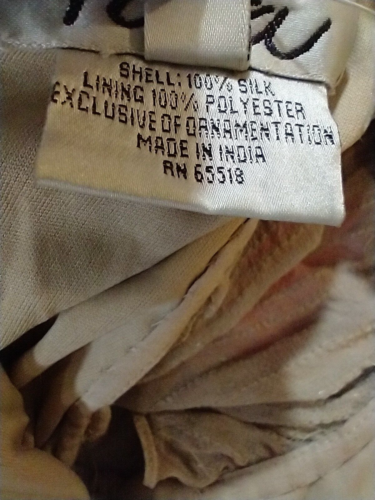 SHELL: 100% SILK
LINING 100% POLYESTER
EXCLUSIVE OF ORNAMENTATION
MADE IN INDIA
RN 65518